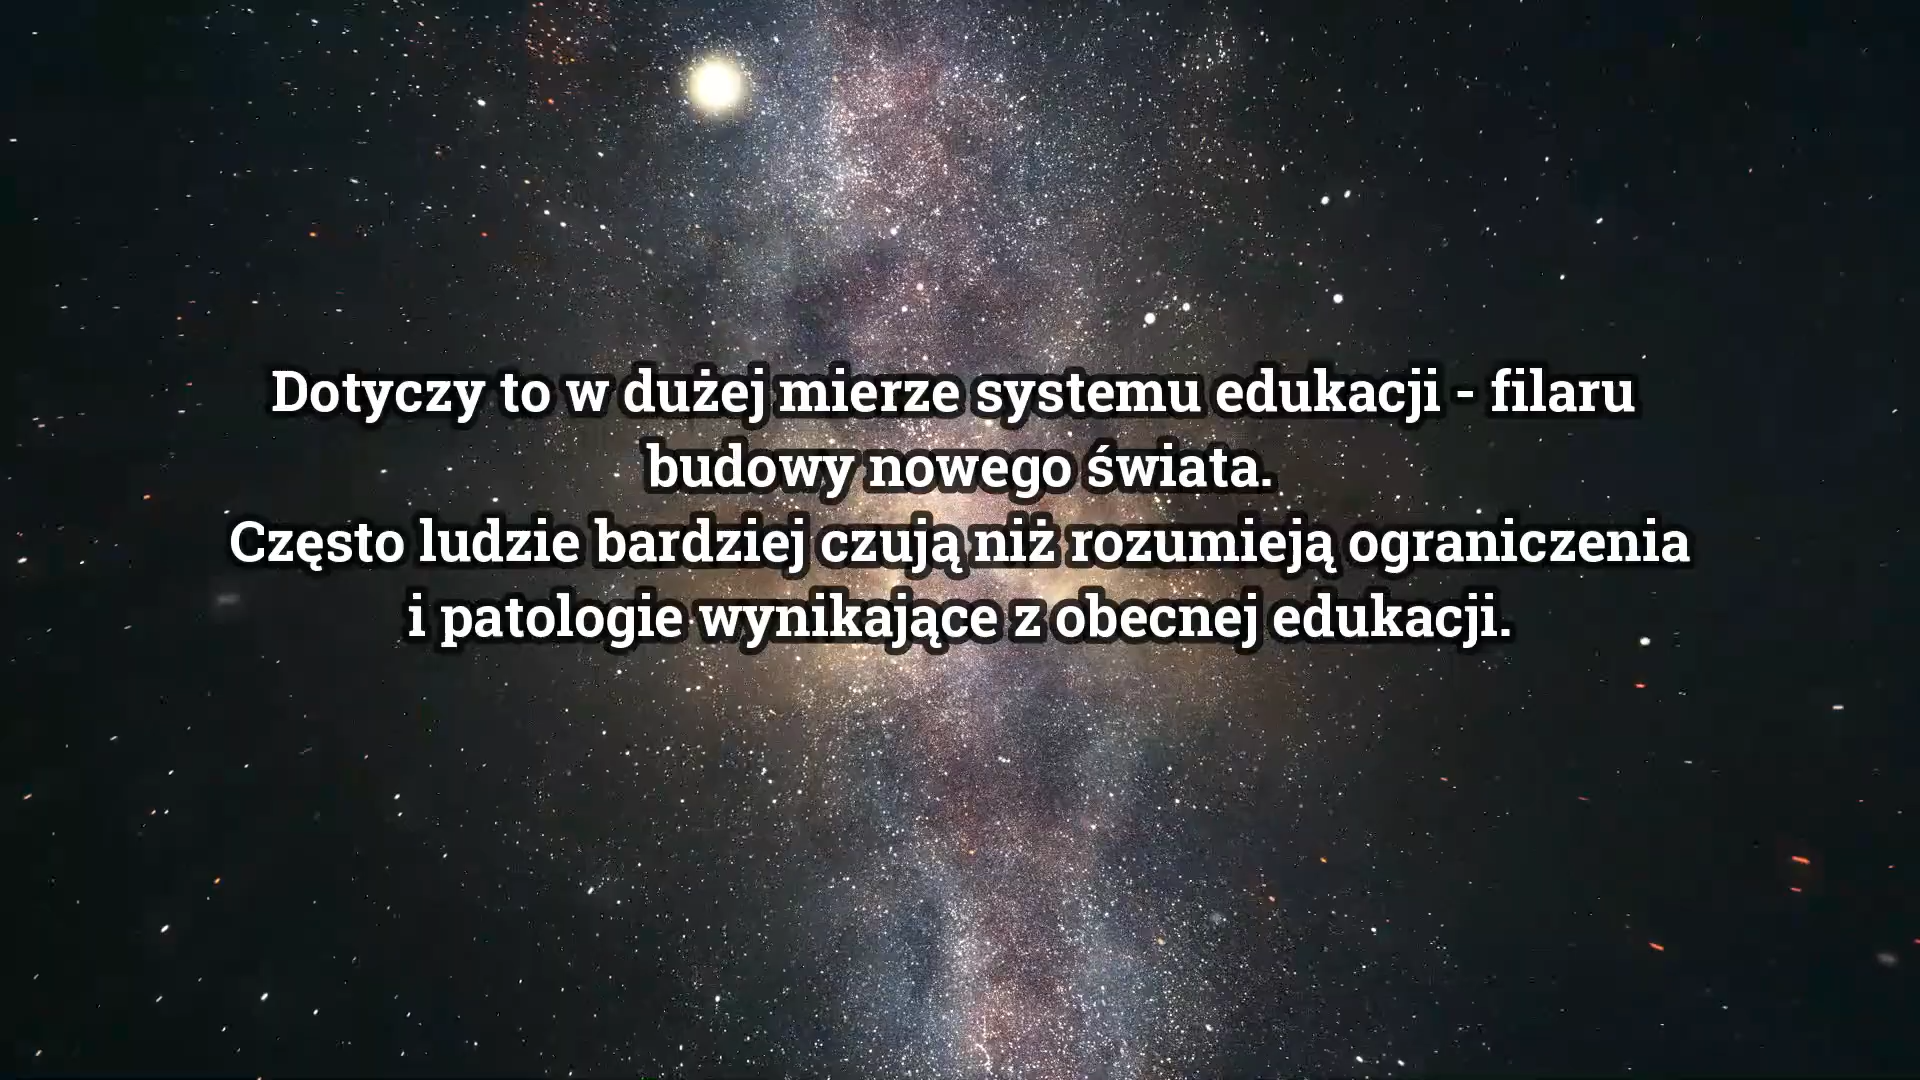 Dotyczy to w dużej mierze systemu edukacji - filaru
budowy nowego świata.
Często ludzie bardziej czują niż rozumieją ograniczenia
i patologie wynikające z obecnej edukacji.